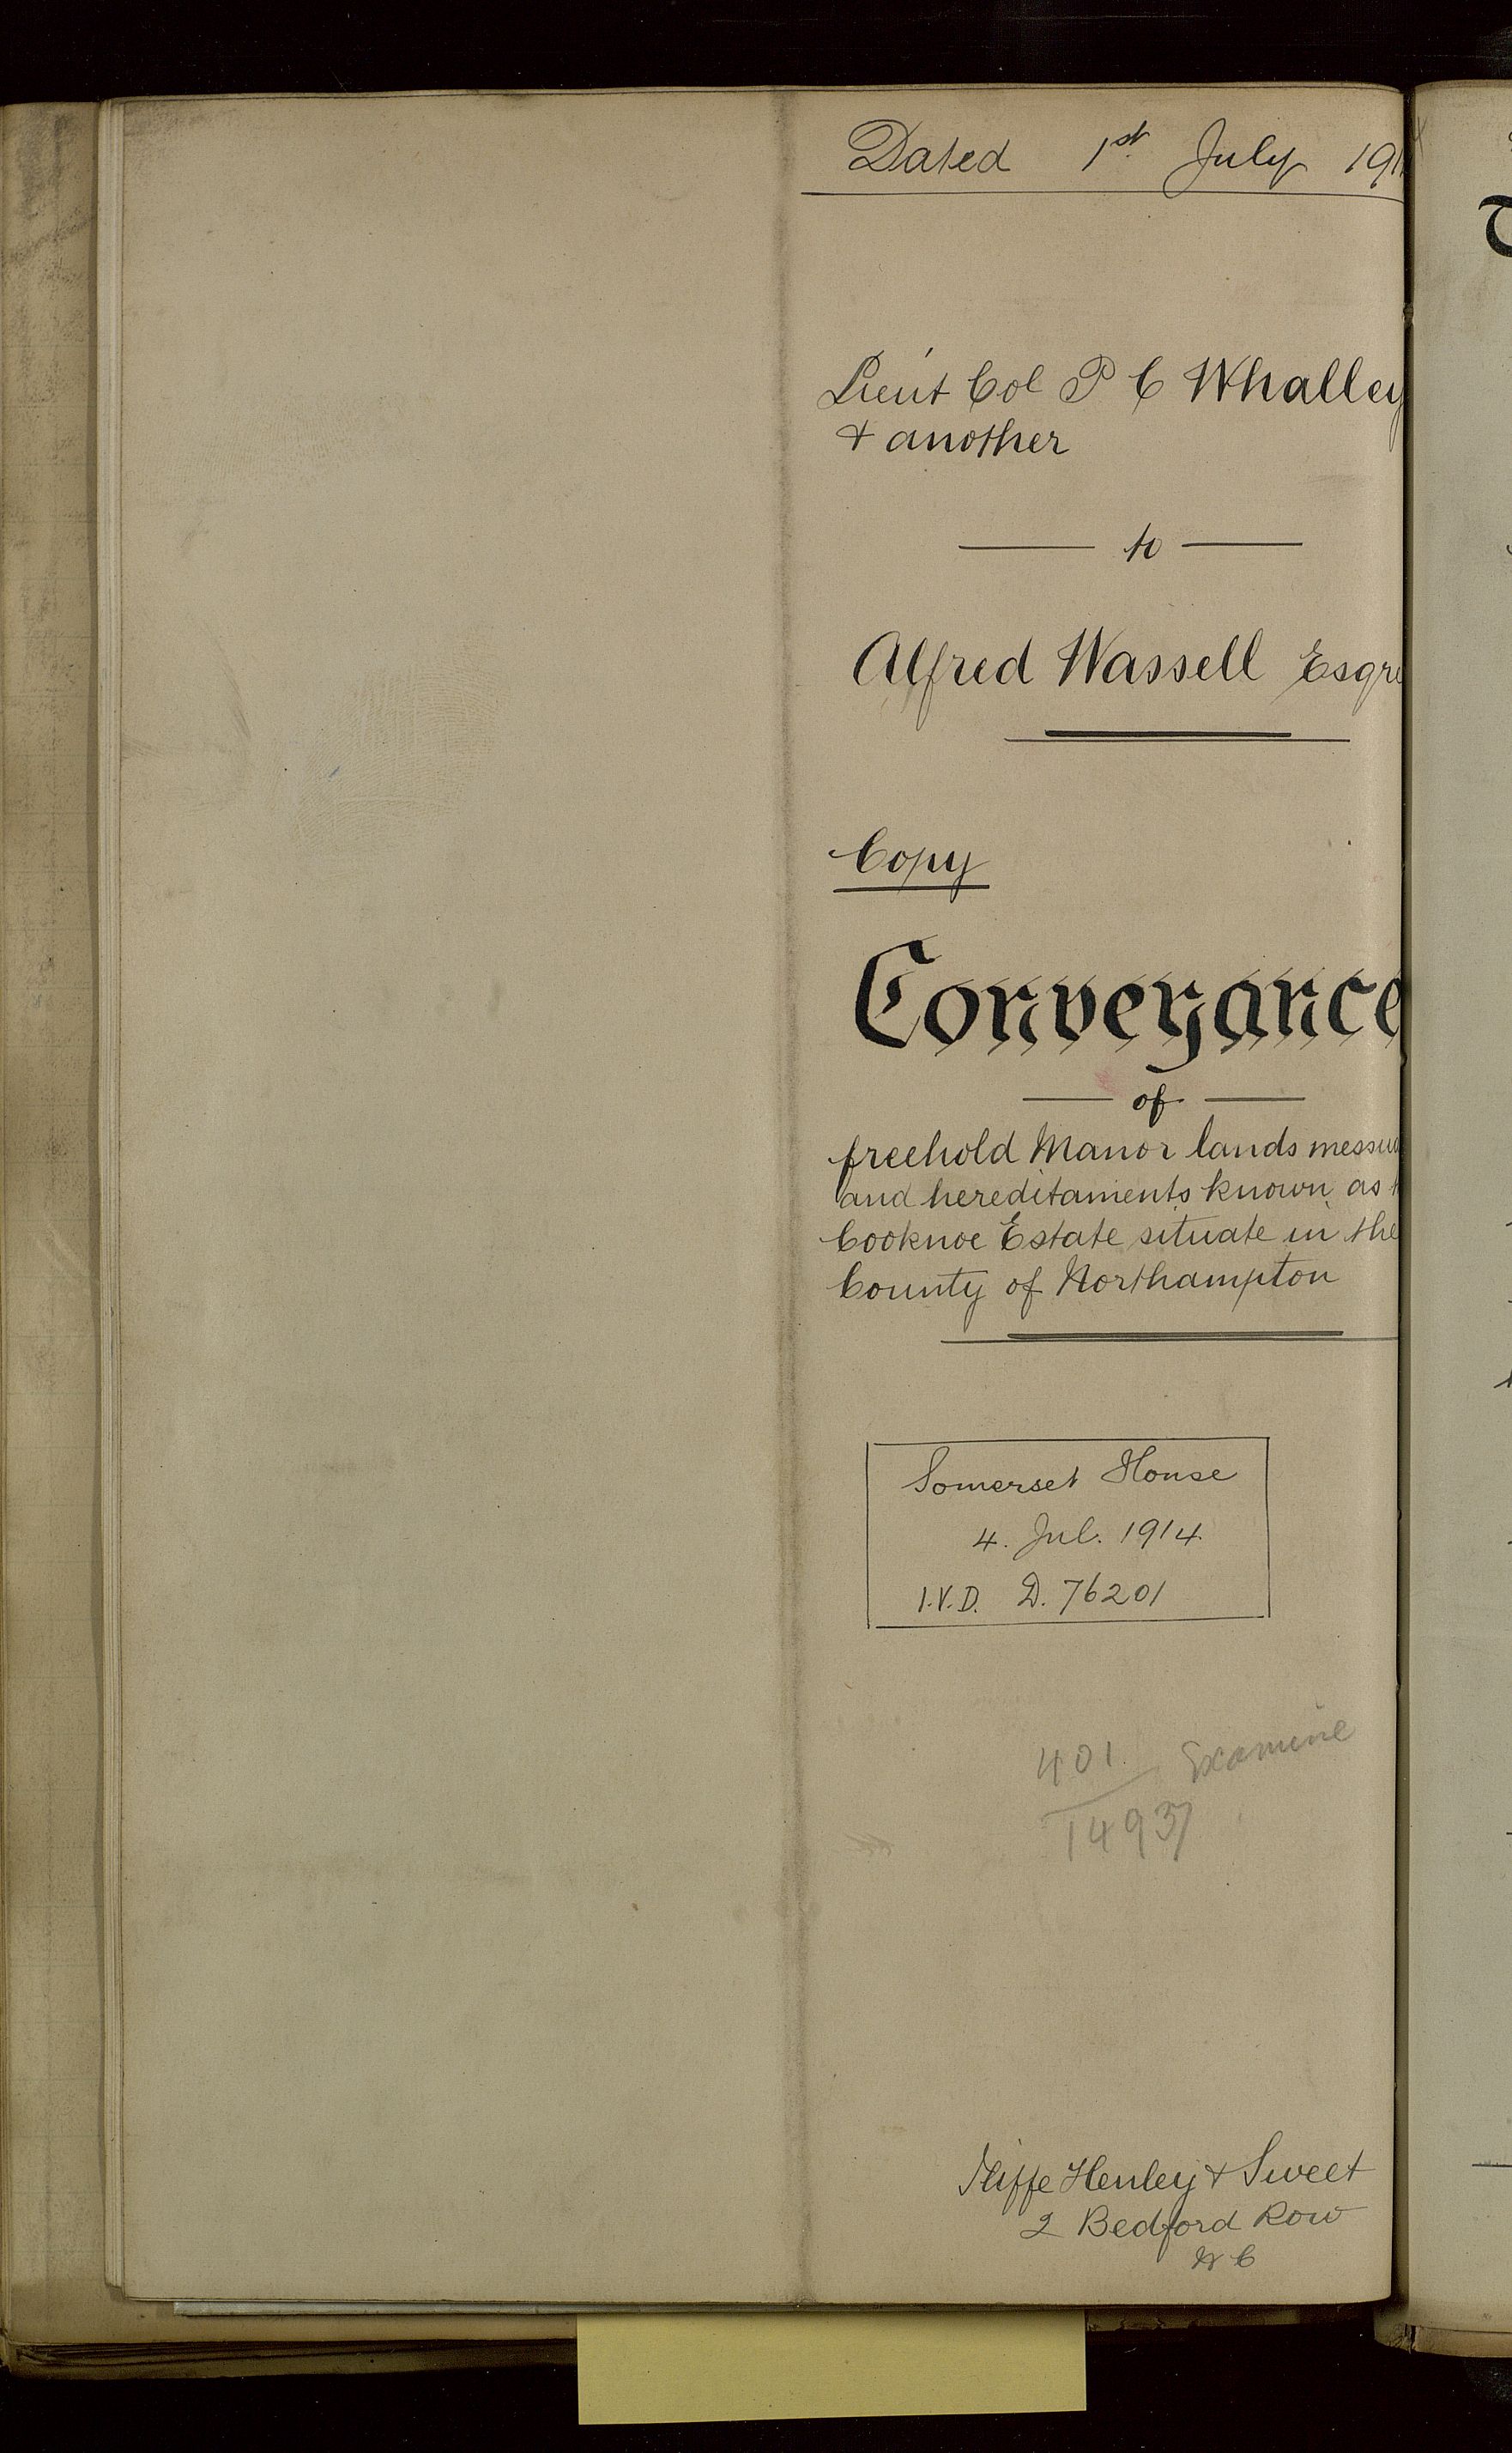 Dated 1st July 191
Lieut Col P C Whalley
& another
to
Alfred Wassell Esqre
Copy
Conveyance
of
freehold Manor lands messu
and hereditaments known as t
Cooknoe Estate situate in the
County of Northampton
Somerset House
4. Jul. 1914.
I.V.D. D. 76201
401 Examine
1493
Iliffe Henley & Sweet
2 Bedford Row
W C